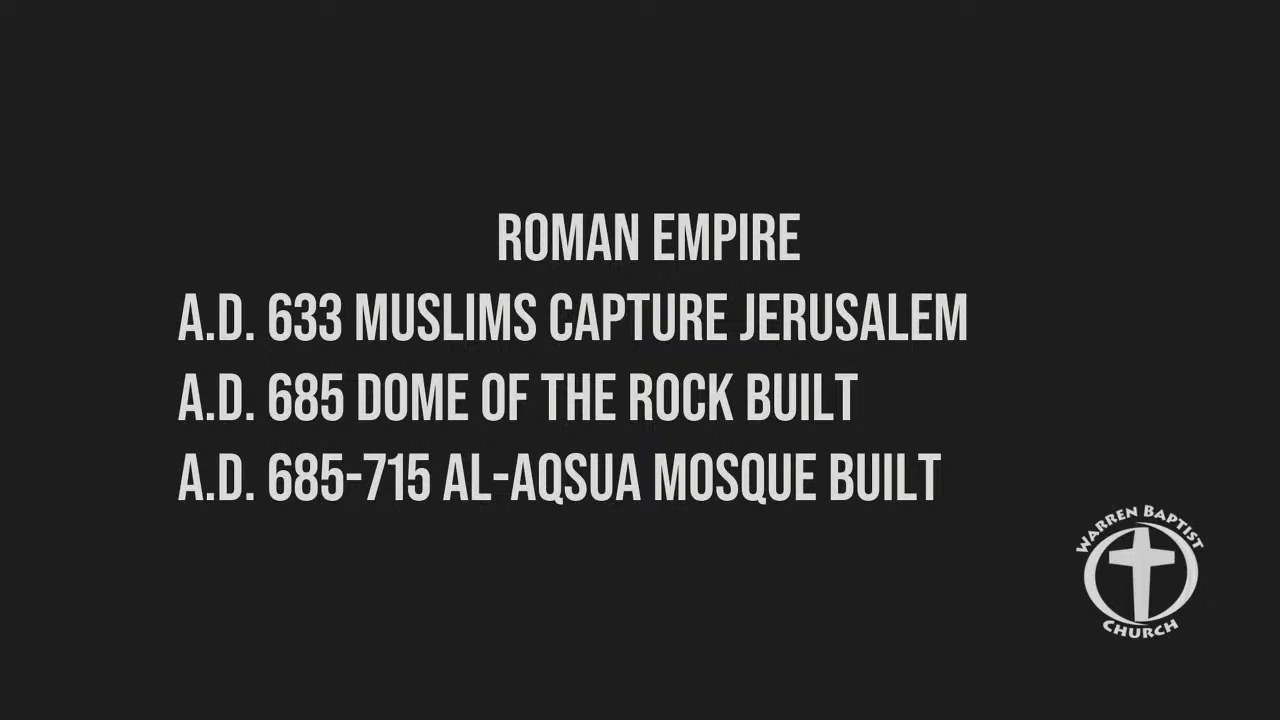 ROMAN EMPIRE
A.D. 633 MUSLIMS CAPTURE JERUSALEM
A.D. 685 DOME OF THE ROCK BUILT
A.D. 685-715 AL-AQSUA MOSQUE BUILT
WARREN BAPTIST
CHURCH